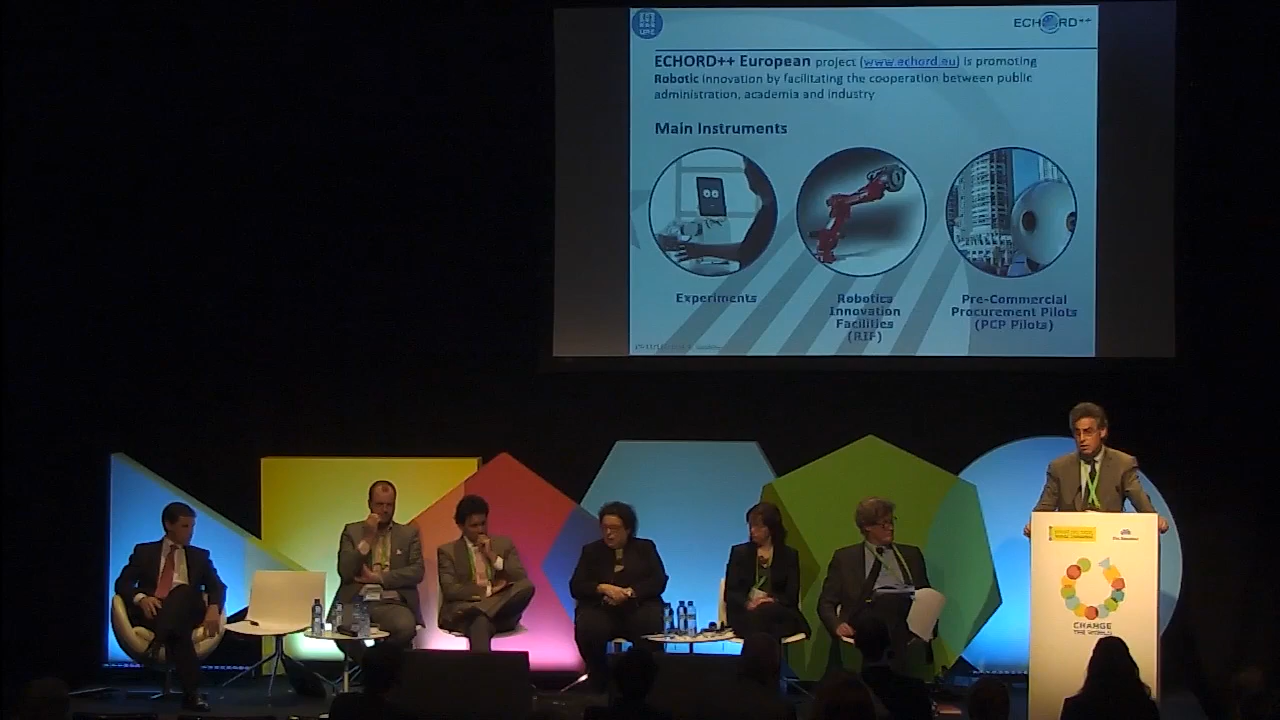 UPC
ECHORD++
ECHORD++ European project (www.echord.eu) is promoting
Robotic innovation by facilitating the cooperation between public
administration, academia and industry
Main Instruments
Experiments
Robotics
Innovation
Facilities
(RIF)
Pre-Commercial
Procurement Pilots
(PCP Pilots)
CHANGE
THE WORLD